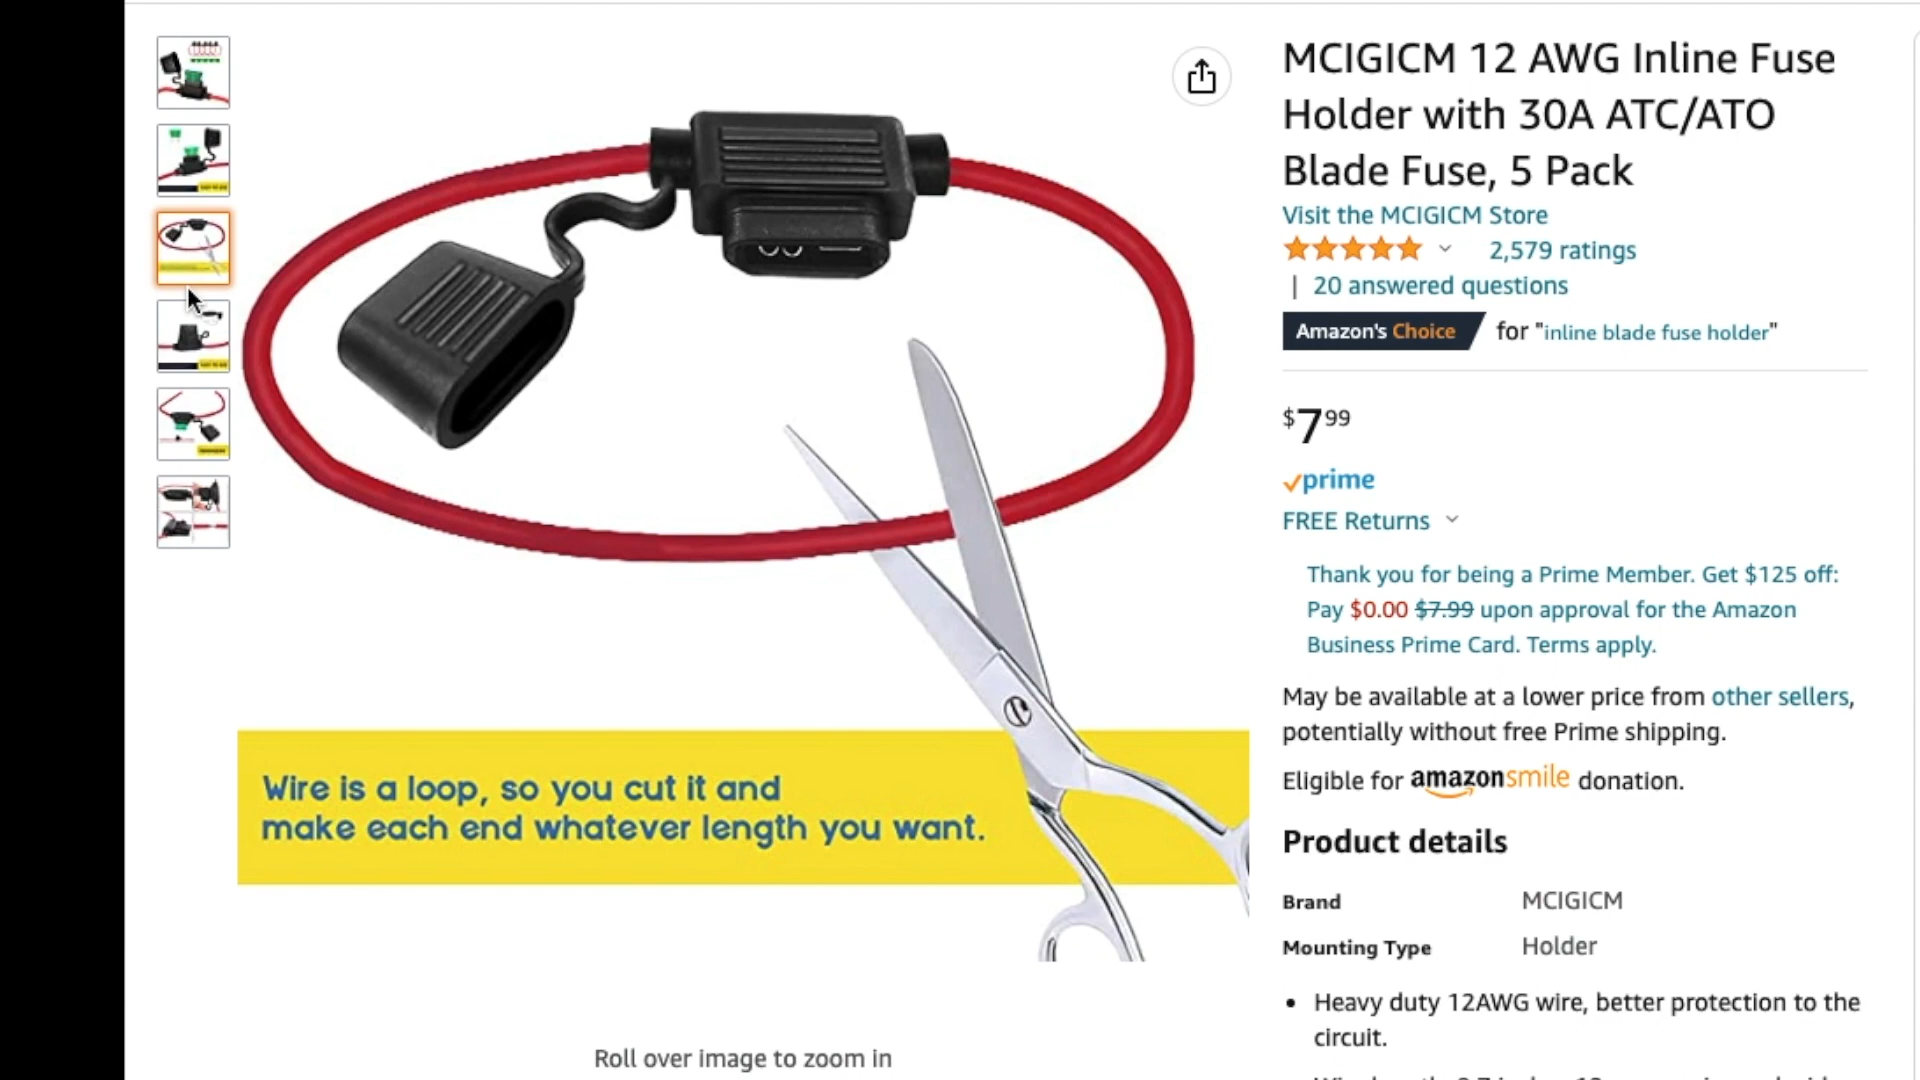 MCIGICM 12 AWG Inline Fuse
Holder with 30A ATC/ATO
Blade Fuse, 5 Pack
Visit the MCIGICM Store
2,579 ratings
| 20 answered questions
Amazon's Choice for "inline blade fuse holder"
$7.99
prime
FREE Returns
Thank you for being a Prime Member. Get $125 off:
Pay $0.00 $7.99 upon approval for the Amazon
Business Prime Card. Terms apply.
May be available at a lower price from other sellers,
potentially without free Prime shipping.
Eligible for amazonsmile donation.
Product details
Brand MCIGICM
Mounting Type Holder
Heavy duty 12AWG wire, better protection to the
circuit.
Wire is a loop, so you cut it and
make each end whatever length you want.
Roll over image to zoom in